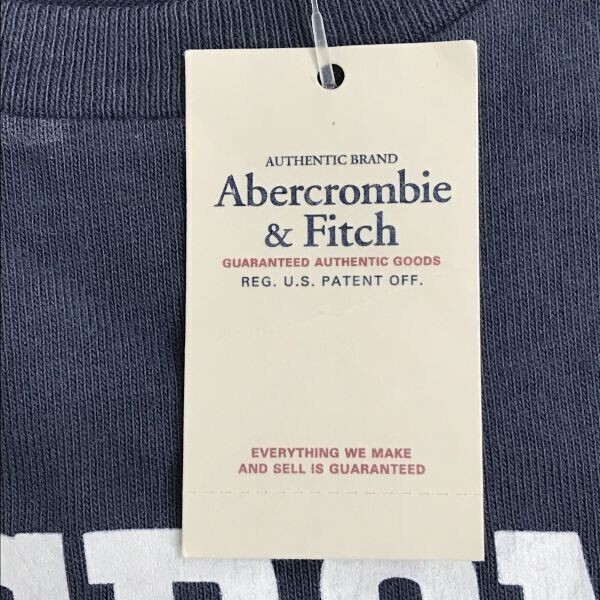 AUTHENTIC BRAND
Abercrombie
& Fitch
GUARANTEED AUTHENTIC GOODS
REG. U.S. PATENT OFF.
EVERYTHING WE MAKE
AND SELL IS GUARANTEED